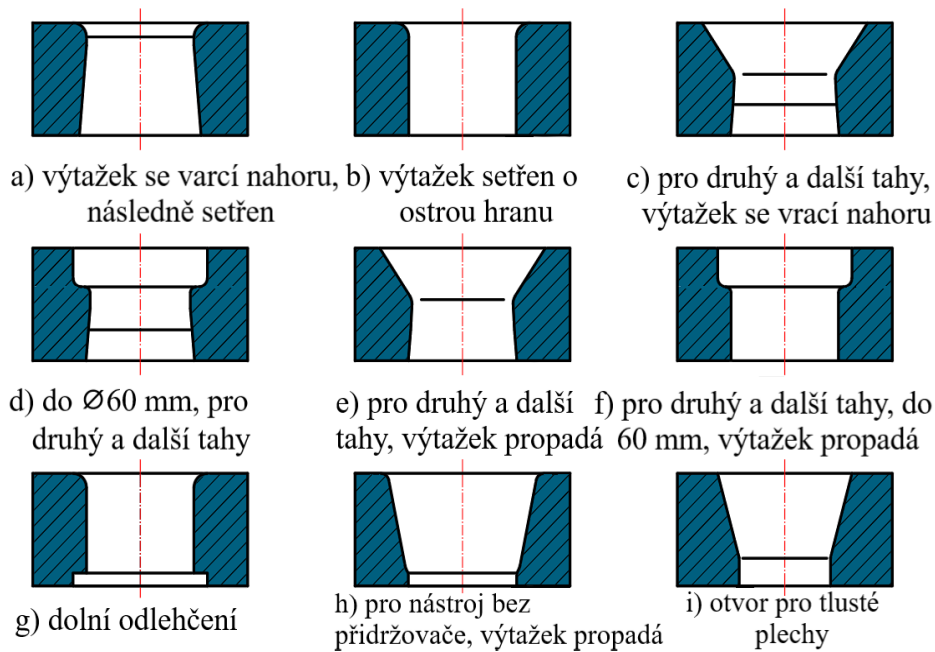 a) výtažek se varcí nahoru,
následně setřen
b) výtažek setřen o
ostrou hranu
c) pro druhý a další tahy,
výtažek se vrací nahoru
d) do Ø60 mm, pro
druhý a další tahy
e) pro druhý a další
tahy, výtažek propadá
f) pro druhý a další tahy, do
60 mm, výtažek propadá
g) dolní odlehčení
h) pro nástroj bez
přidržovače, výtažek propadá
i) otvor pro tlusté
plechy